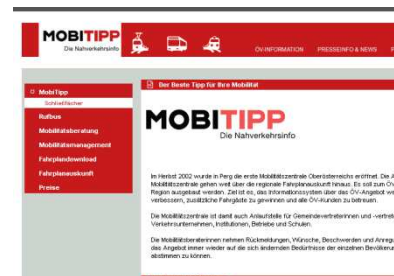 MOBITIPP
Die Nahverkehrsinfo
ÖV-INFORMATION PRESSEINFO & NEWS
MobiTipp
Schließfächer
Rufbus
Mobilitätsberatung
Mobilitätsmanagement
Fahrplandownload
Fahrplanauskunft
Preise
Der Beste Tipp für Ihre Mobilität
MOBITIPP
Die Nahverkehrsinfo
Im Herbst 2002 wurde in Perg die erste Mobilitätszentrale Oberösterreichs eröffnet. Die
Mobilitätszentrale gehen weit über die regionale Fahrplanauskunft hinaus. Es soll zum ÖV
Region ausgebaut werden. Ziel ist es, das Informationssystem über das ÖV-Angebot
verbessern, zusätzliche Fahrgäste zu gewinnen und alle ÖV-Kunden zu betreuen.
Die Mobilitätszentrale ist damit auch Anlaufstelle für Gemeindevertreterinnen und
Verkehrsunternehmen, Institutionen, Betriebe und Schulen.
Die Mobilitätsberaterinnen nehmen Rückmeldungen, Wünsche, Beschwerden und
das Angebot immer wieder auf die sich ändernden Bedürfnisse der einzelnen
abstimmen zu können.